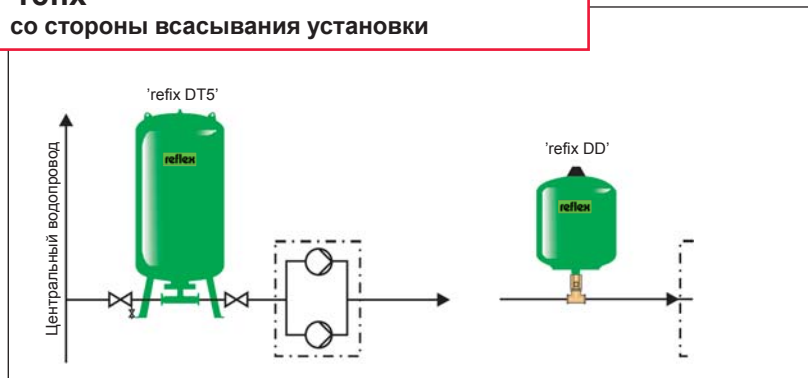 со стороны всасывания установки
'refix DT5'
'refix DD'
reflex
reflex
Центральный водопровод